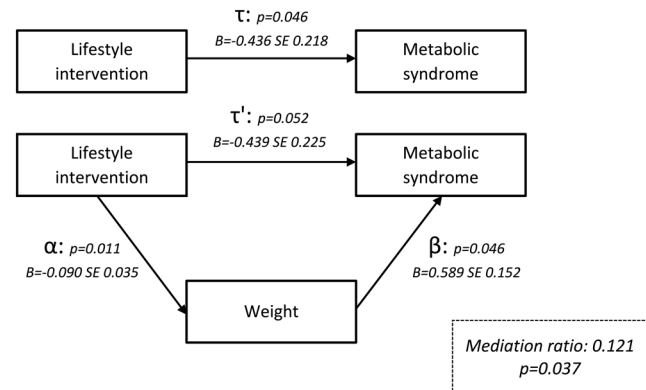 τ: p=0.046
Lifestyle intervention
B=-0.436 SE 0.218
Metabolic syndrome
τ': p=0.052
Lifestyle intervention
B=-0.439 SE 0.225
Metabolic syndrome
α: p=0.011
B=-0.090 SE 0.035
β: p=0.046
B=0.589 SE 0.152
Weight
Mediation ratio: 0.121
p=0.037